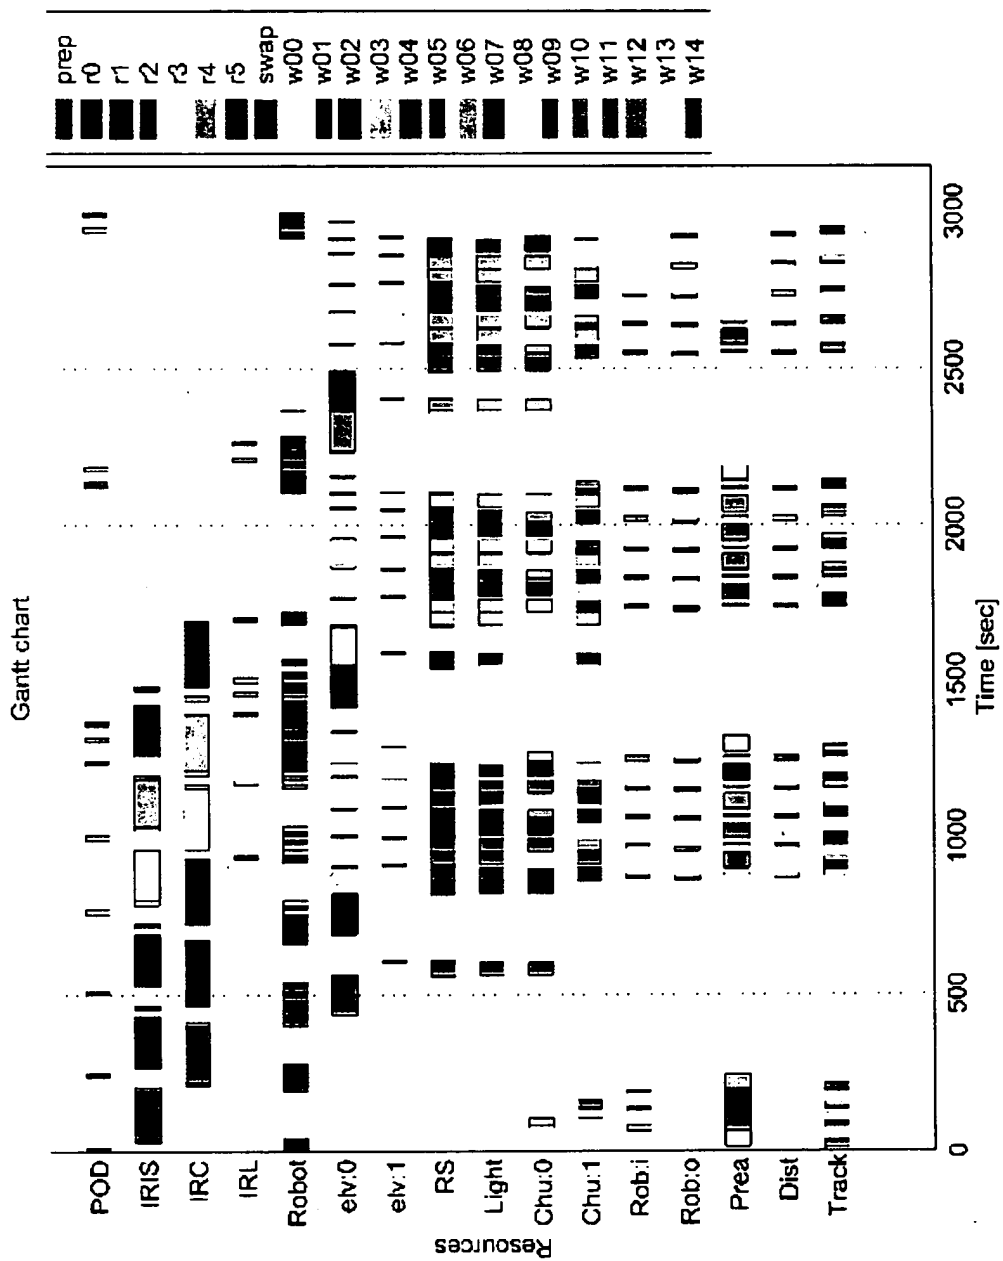 Gantt chart
POD
IRIS
IRC
IRL
Robot
elv:0
elv:1
RS
Light
Chu:0
Chu:1
Rob:i
Rob:o
Prea
Dist
Track
Resources
0
500
1000
1500
2000
2500
3000
Time [sec]
prep
r0
r1
r2
r3
r4
r5
swap
w00
w01
w02
w03
w04
w05
w06
w07
w08
w09
w10
w11
w12
w13
w14